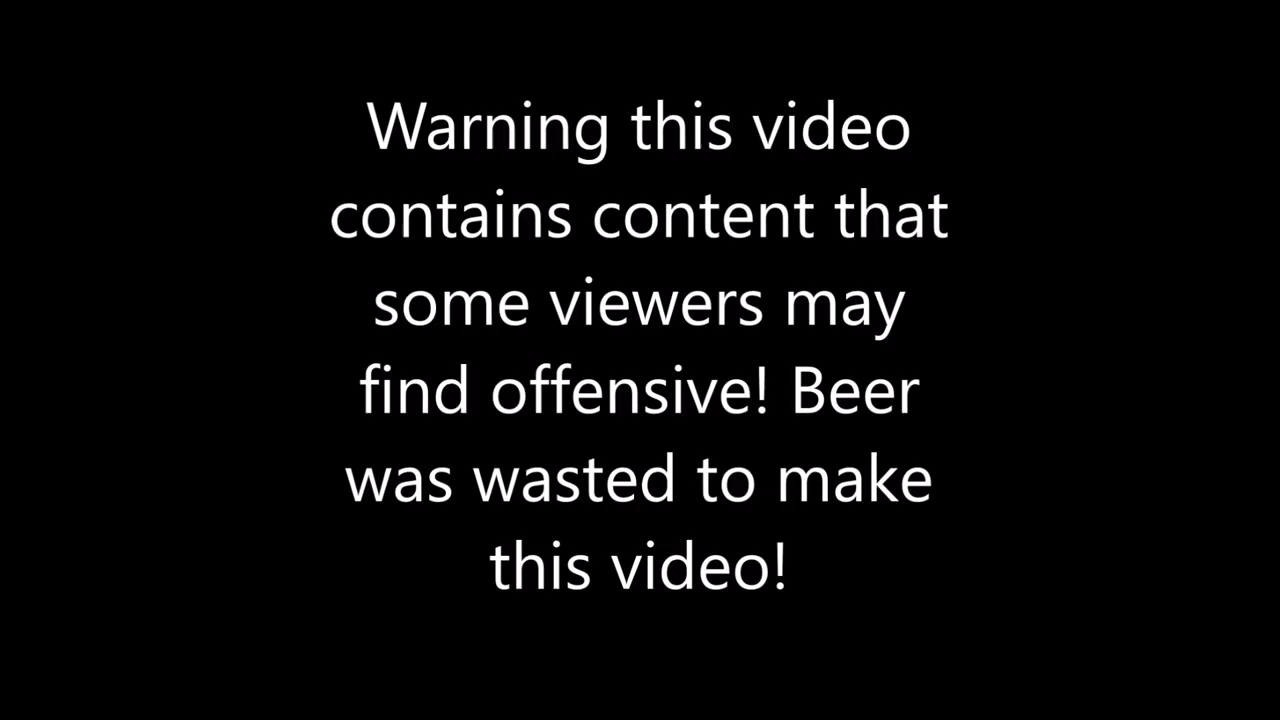 Warning this video
contains content that
some viewers may
find offensive! Beer
was wasted to make
this video!